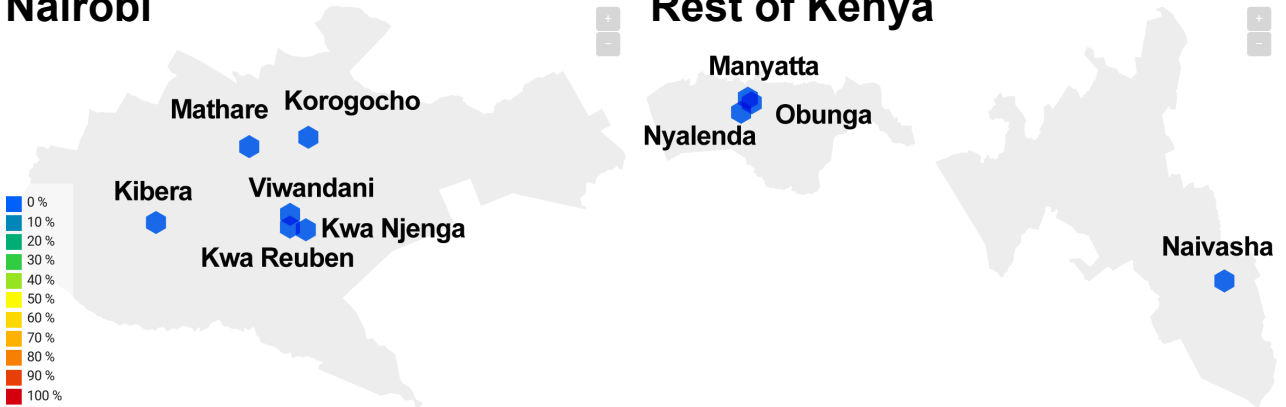 Nairobi
+
−
Mathare
Korogocho
Kibera
Viwandani
Kwa Njenga
Kwa Reuben
0 %
10 %
20 %
30 %
40 %
50 %
60 %
70 %
80 %
90 %
100 %
Rest of Kenya
+
−
Manyatta
Obunga
Nyalenda
Naivasha